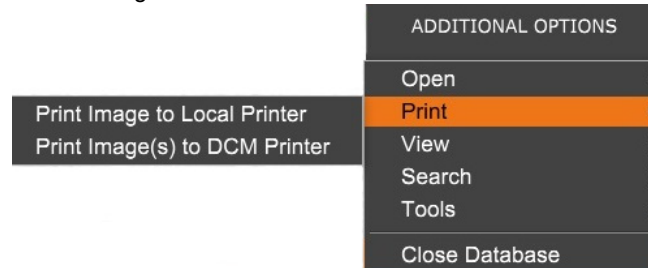 ADDITIONAL OPTIONS
Open
Print
Print Image to Local Printer
Print Image(s) to DCM Printer
View
Search
Tools
Close Database